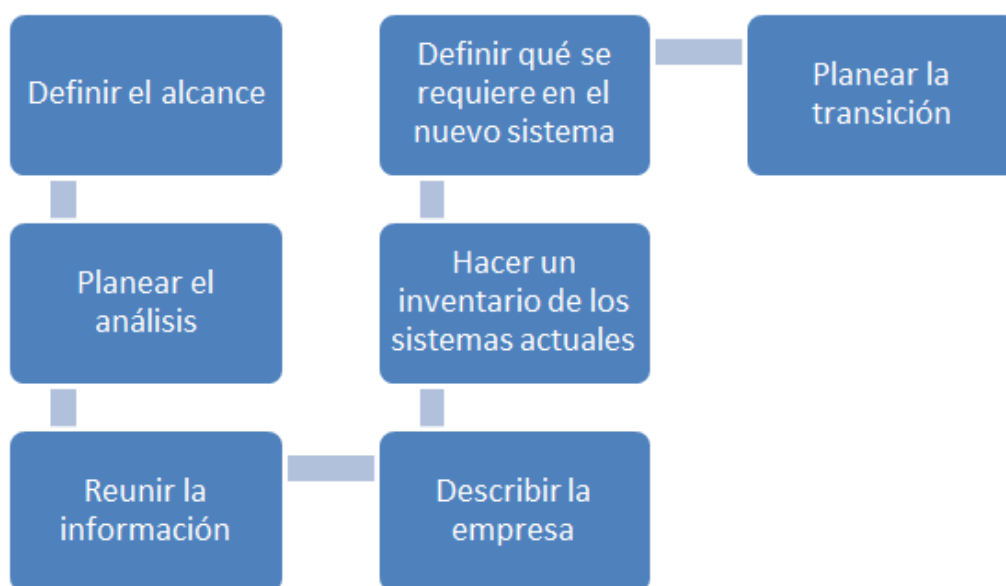 Definir el alcance
Planear el
análisis
Reunir la
información
Describir la
empresa
Hacer un
inventario de los
sistemas actuales
Definir qué se
requiere en el
nuevo sistema
Planear la
transición